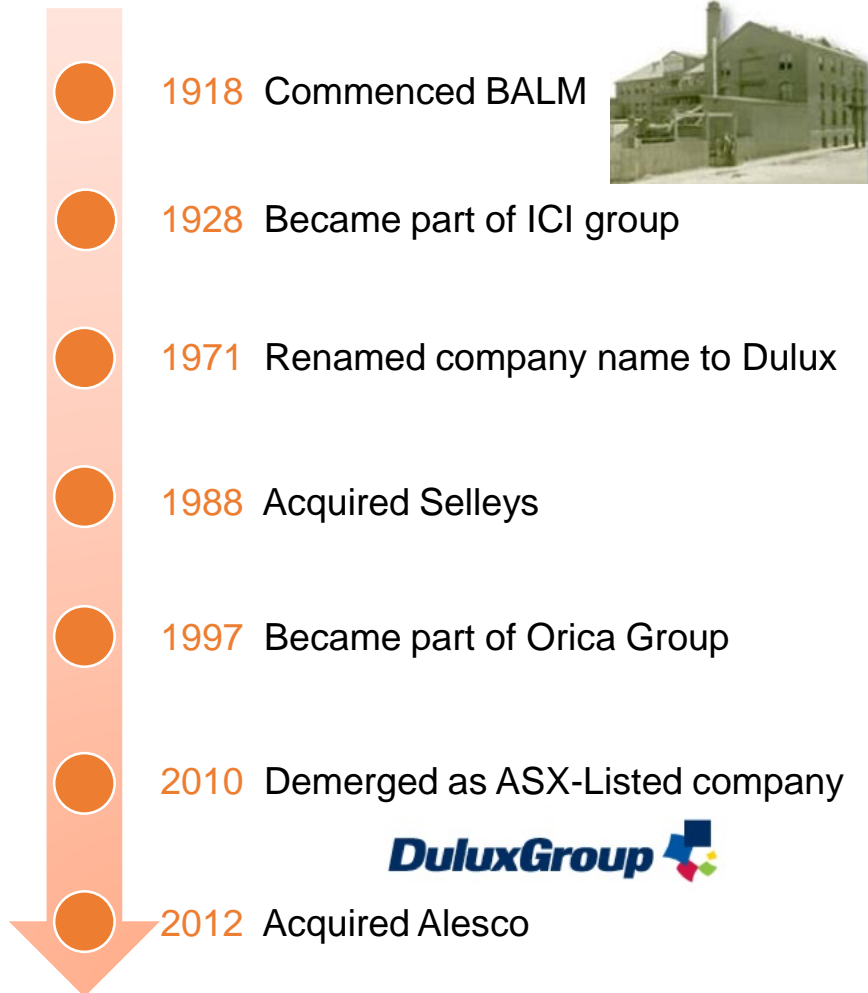 1918 Commenced BALM
1928 Became part of ICI group
1971 Renamed company name to Dulux
1988 Acquired Selleys
1997 Became part of Orica Group
2010 Demerged as ASX-Listed company
DuluxGroup
2012 Acquired Alesco